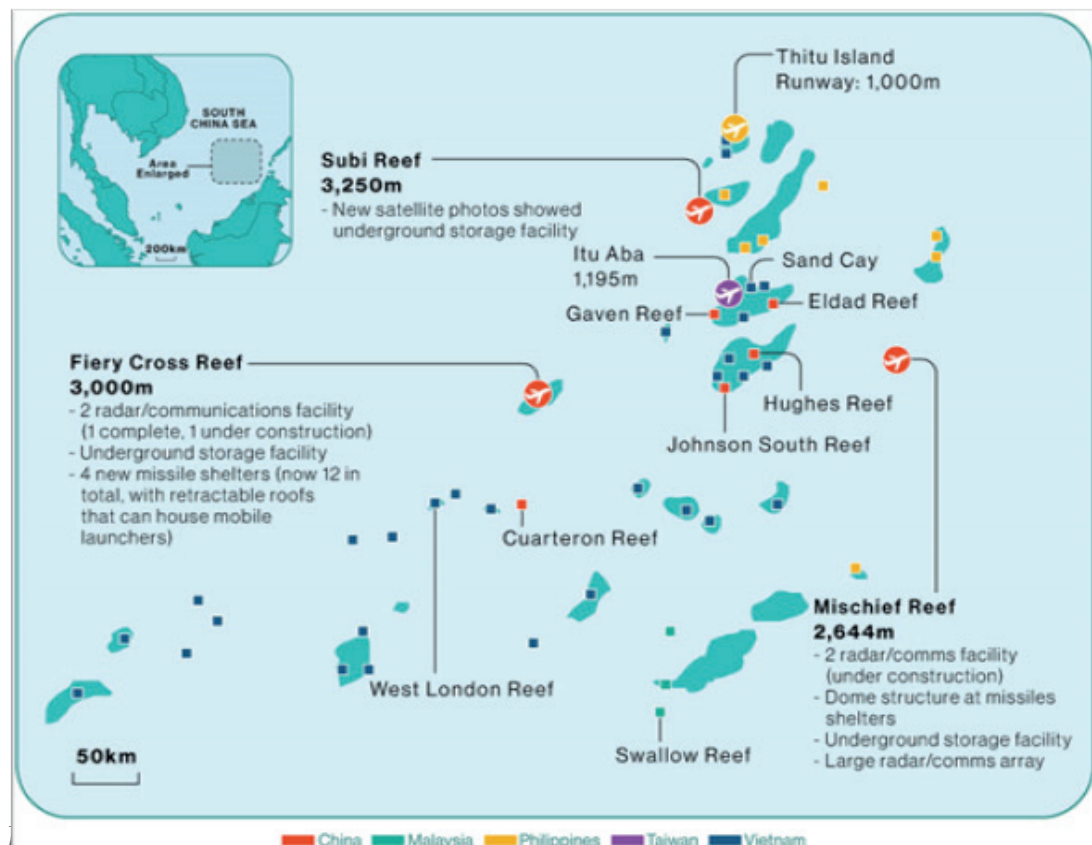 Thitu Island
Runway: 1,000m
SOUTH
CHINA SEA
Area
Enlarged
200km
Subi Reef
3,250m
- New satellite photos showed
underground storage facility
Itu Aba
1,195m
Sand Cay
Gaven Reef
Eldad Reef
Fiery Cross Reef
3,000m
- 2 radar/communications facility
(1 complete, 1 under construction)
- Underground storage facility
- 4 new missile shelters (now 12 in
total, with retractable roofs
that can house mobile
launchers)
Hughes Reef
Johnson South Reef
Cuarteron Reef
Mischief Reef
2,644m
- 2 radar/comms facility
(under construction)
- Dome structure at missiles
shelters
- Underground storage facility
- Large radar/comms array
West London Reef
Swallow Reef
50km
China Malaysia Philippines Taiwan Vietnam